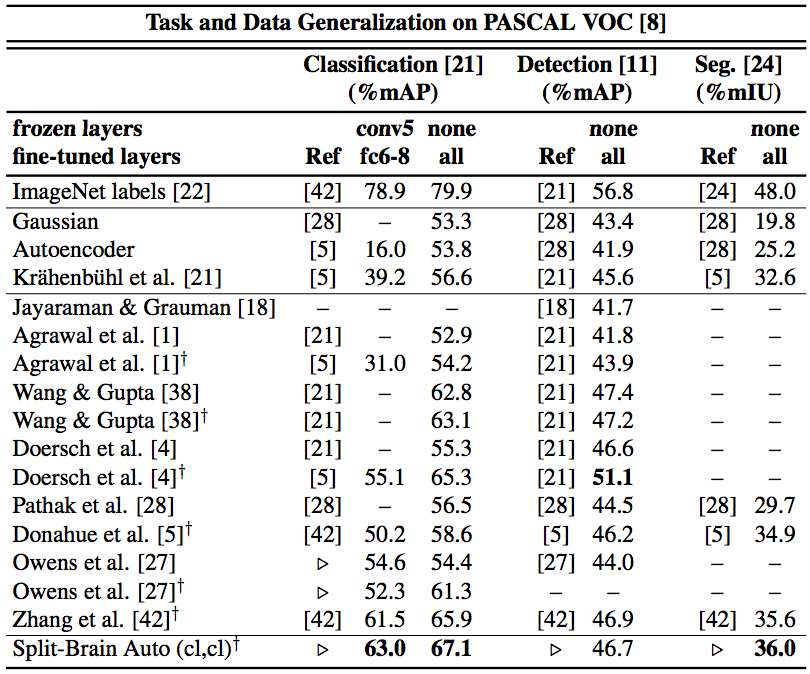 Task and Data Generalization on PASCAL VOC [8]
Classification [21] Detection [11] Seg. [24]
(%mAP) (%mAP) (%mIU)
frozen layers conv5 none none none
fine-tuned layers Ref fc6-8 all Ref all Ref all
ImageNet labels [22] [42] 78.9 79.9 [21] 56.8 [24] 48.0
Gaussian [28] – 53.3 [28] 43.4 [28] 19.8
Autoencoder [5] 16.0 53.8 [28] 41.9 [28] 25.2
Krähenbühl et al. [21] [5] 39.2 56.6 [21] 45.6 [5] 32.6
Jayaraman & Grauman [18] – – – [18] 41.7 – –
Agrawal et al. [1] [21] – 52.9 [21] 41.8 – –
Agrawal et al. [1]† [5] 31.0 54.2 [21] 43.9 – –
Wang & Gupta [38] [21] – 62.8 [21] 47.4 – –
Wang & Gupta [38]† [21] – 63.1 [21] 47.2 – –
Doersch et al. [4] [21] – 55.3 [21] 46.6 – –
Doersch et al. [4]† [5] 55.1 65.3 [21] 51.1 – –
Pathak et al. [28] [28] – 56.5 [28] 44.5 [28] 29.7
Donahue et al. [5]† [42] 50.2 58.6 [5] 46.2 [5] 34.9
Owens et al. [27] ▷ 54.6 54.4 [27] 44.0 – –
Owens et al. [27]† ▷ 52.3 61.3 – – – –
Zhang et al. [42]† [42] 61.5 65.9 [42] 46.9 [42] 35.6
Split-Brain Auto (cl,cl)† ▷ 63.0 67.1 ▷ 46.7 ▷ 36.0